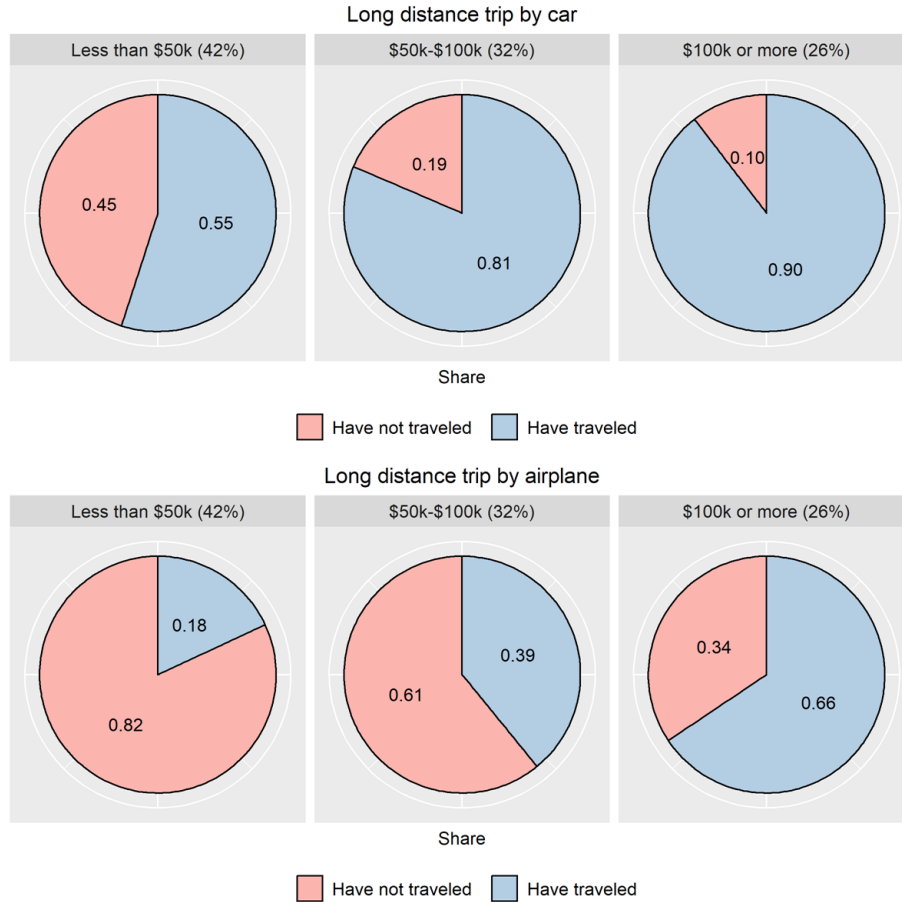 Long distance trip by car
Less than $50k (42%) $50k-$100k (32%) $100k or more (26%)
0.45 0.55 0.19 0.81 0.10 0.90
Share
Have not traveled Have traveled
Long distance trip by airplane
Less than $50k (42%) $50k-$100k (32%) $100k or more (26%)
0.18 0.82 0.39 0.61 0.34 0.66
Share
Have not traveled Have traveled